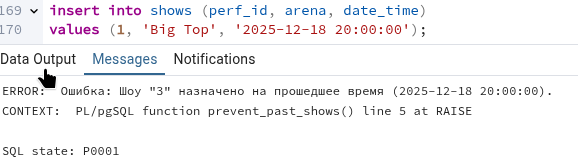 169 insert into shows (perf_id, arena, date_time)
170 values (1, 'Big Top', '2025-12-18 20:00:00');
Data Output Messages Notifications
ERROR: Ошибка: Шоу "3" назначено на прошедшее время (2025-12-18 20:00:00).
CONTEXT: PL/pgSQL function prevent_past_shows() line 5 at RAISE
SQL state: P0001